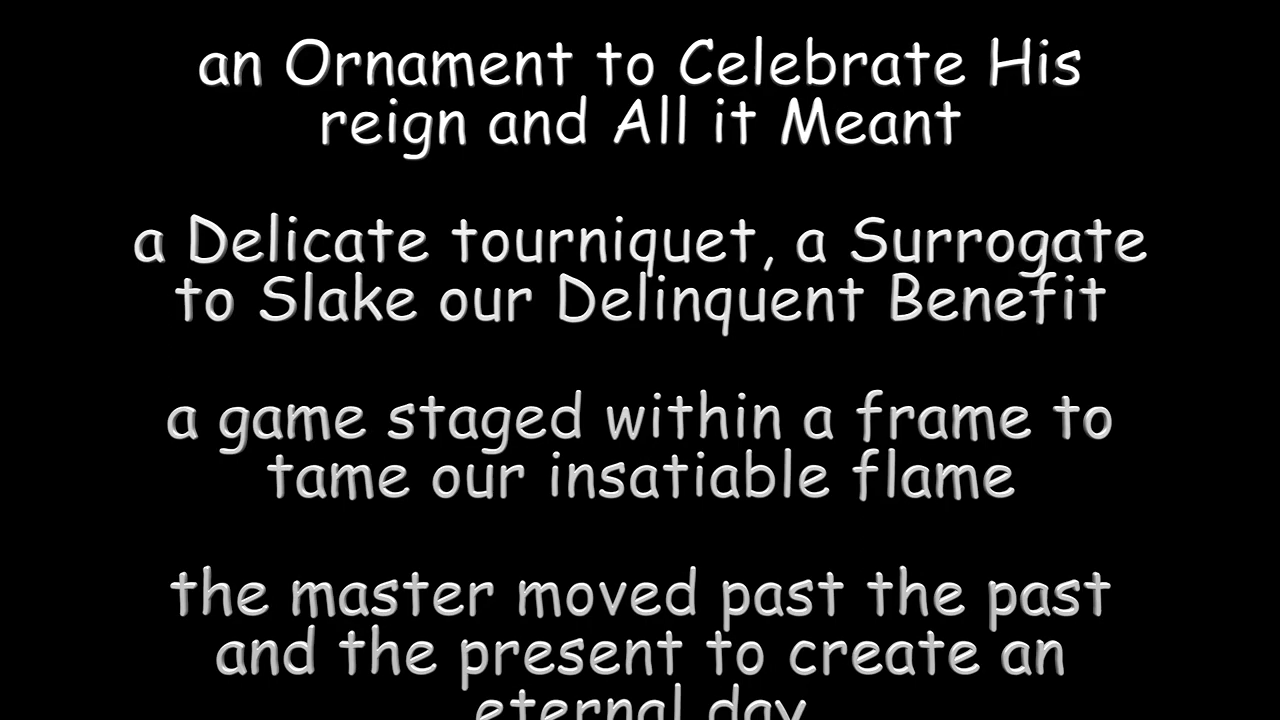 an Ornament to Celebrate His
reign and All it Meant
a Delicate tourniquet, a Surrogate
to Slake our Delinquent Benefit
a game staged within a frame to
tame our insatiable flame
the master moved past the past
and the present to create an
eternal day